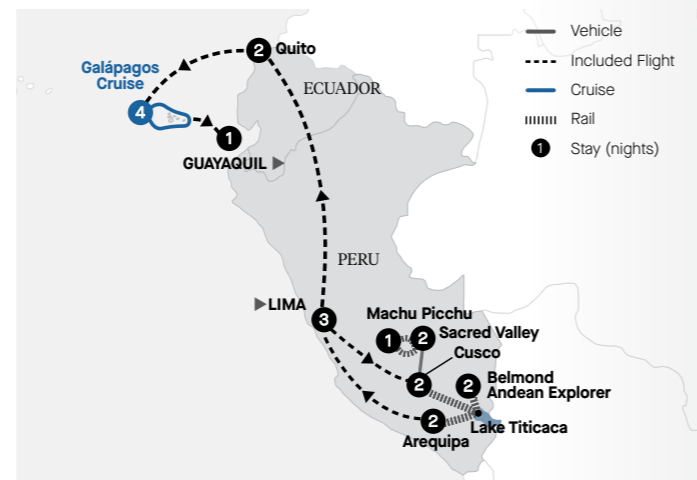 Vehicle
Included Flight
Cruise
Rail
1 Stay (nights)
2 Quito
Galápagos
Cruise
ECUADOR
4
1
GUAYAQUIL
PERU
LIMA
3
Machu Picchu
1
2 Sacred Valley
Cusco
2
2 Belmond
Andean Explorer
2
Lake Titicaca
Arequipa